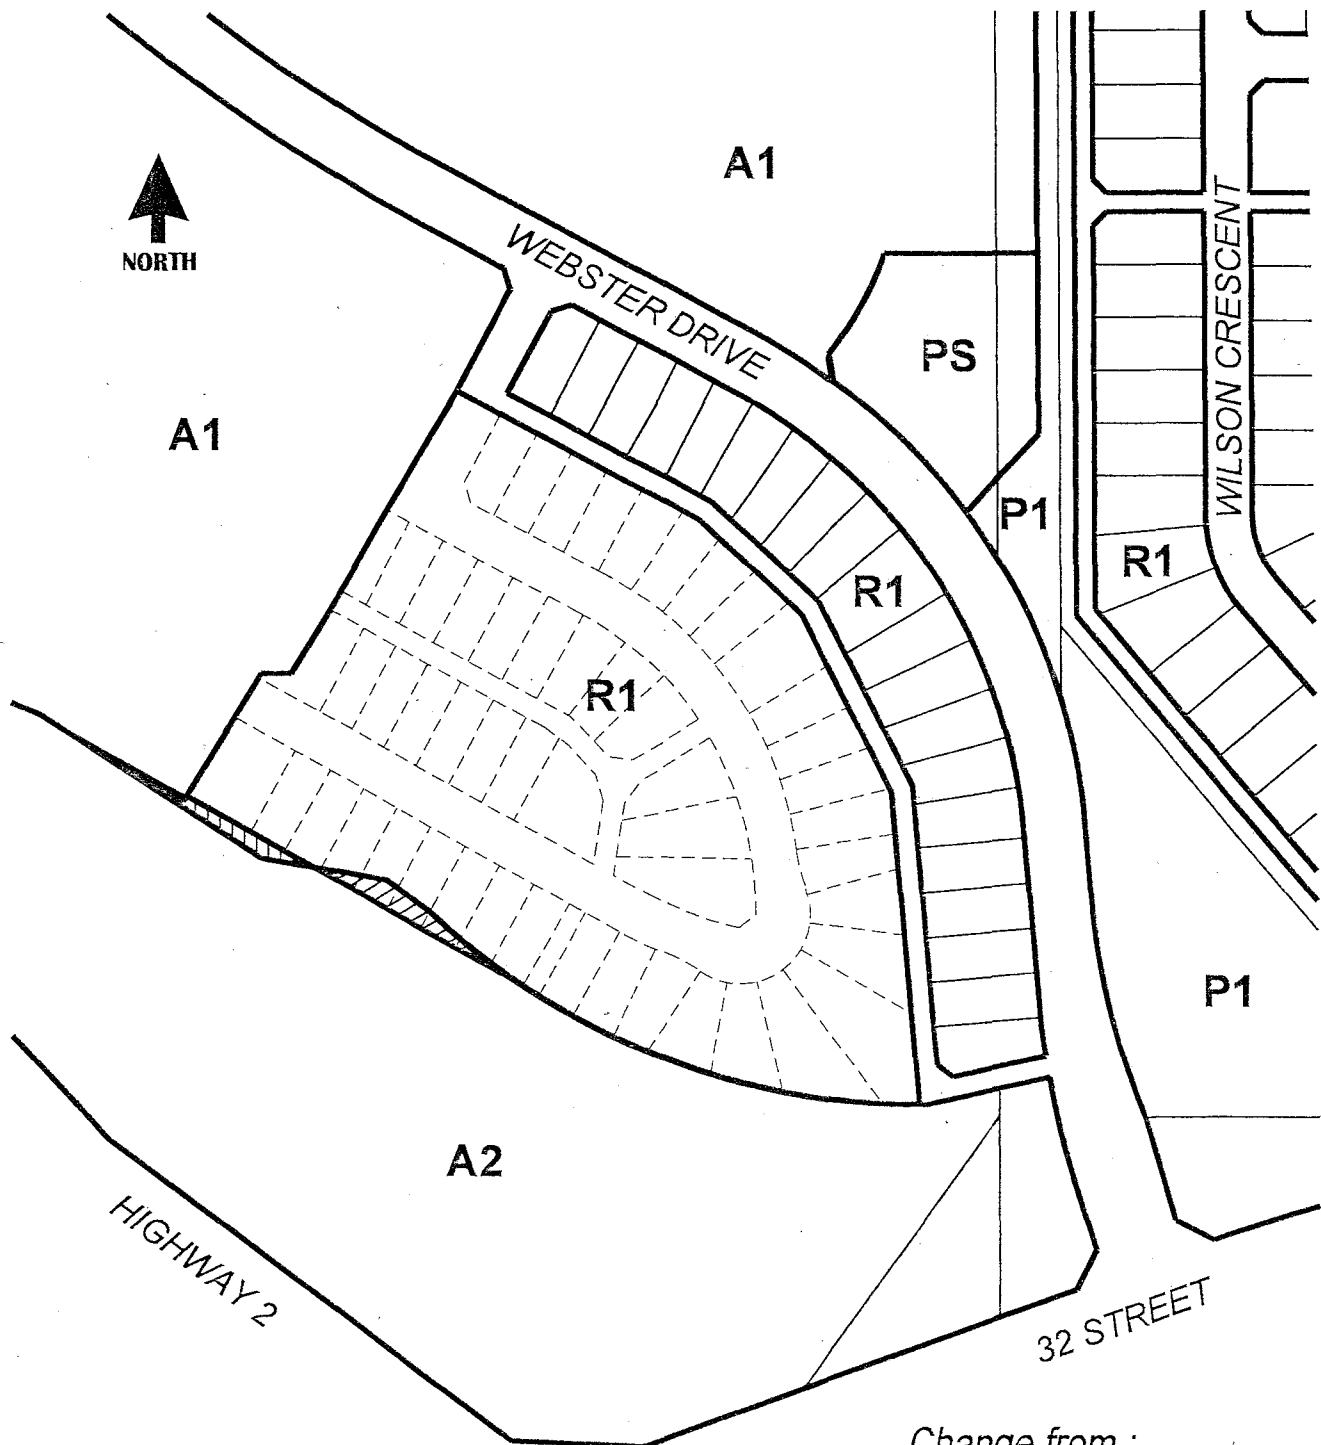 A1
NORTH
WEBSTER DRIVE
PS
WILSON CRESCENT
A1
P1
R1
R1
R1
P1
A2
HIGHWAY 2
32 STREET
Change from :